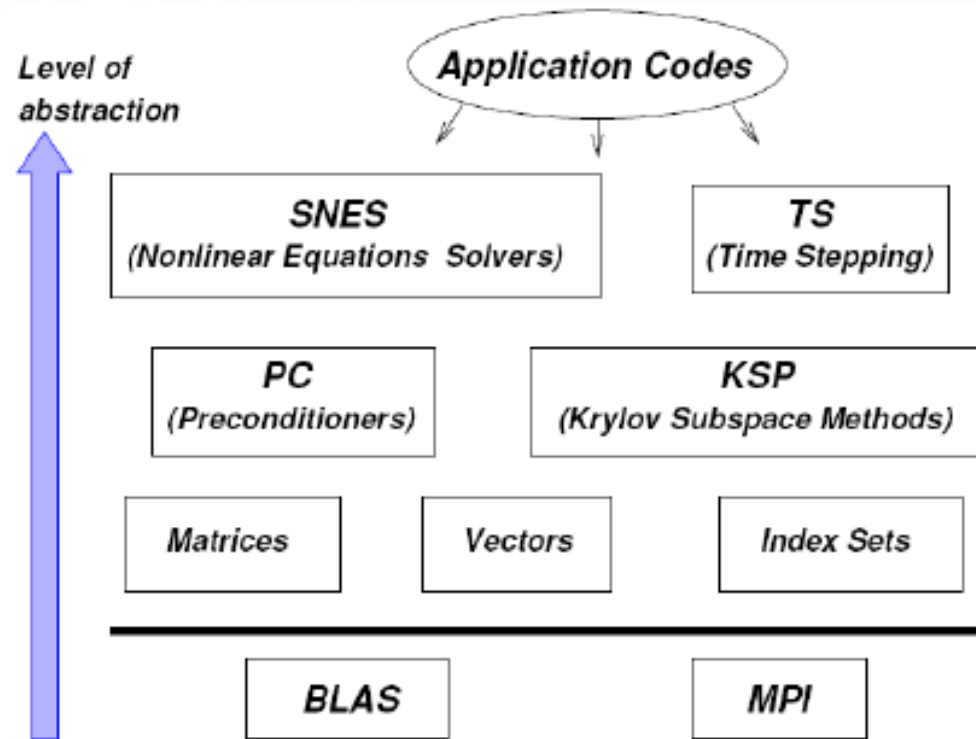 Level of
abstraction
Application Codes
SNES
(Nonlinear Equations Solvers)
TS
(Time Stepping)
PC
(Preconditioners)
KSP
(Krylov Subspace Methods)
Matrices
Vectors
Index Sets
BLAS
MPI